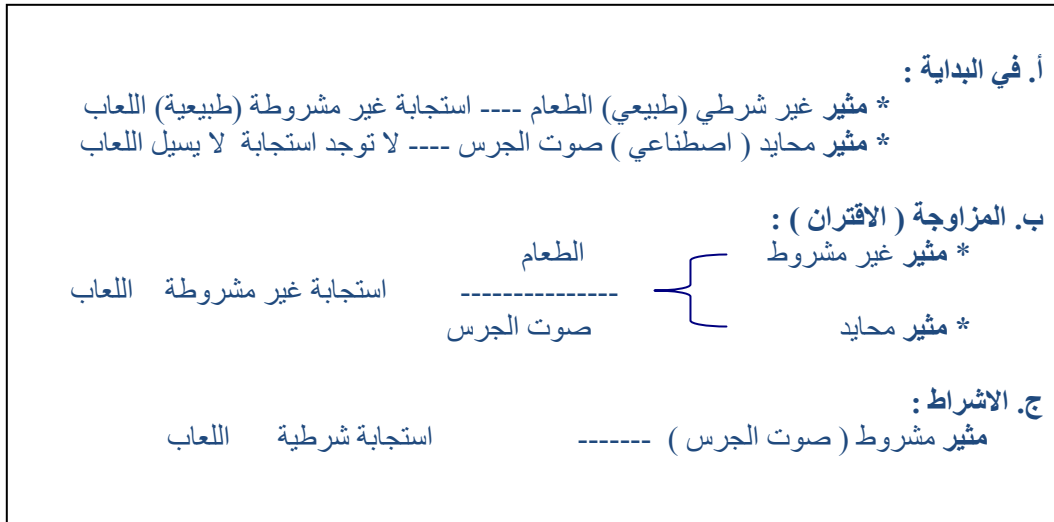 أ. في البداية :
* مثير غير شرطي (طبيعي) الطعام ---- استجابة غير مشروطة (طبيعية) اللعاب
* مثير محايد ( اصطناعي ) صوت الجرس ---- لا توجد استجابة لا يسيل اللعاب
ب. المزاوجة ( الاقتران ) :
* مثير غير مشروط الطعام
--------------- استجابة غير مشروطة اللعاب
* مثير محايد صوت الجرس
ج. الاشراط :
مثير مشروط ( صوت الجرس ) ------- استجابة شرطية اللعاب